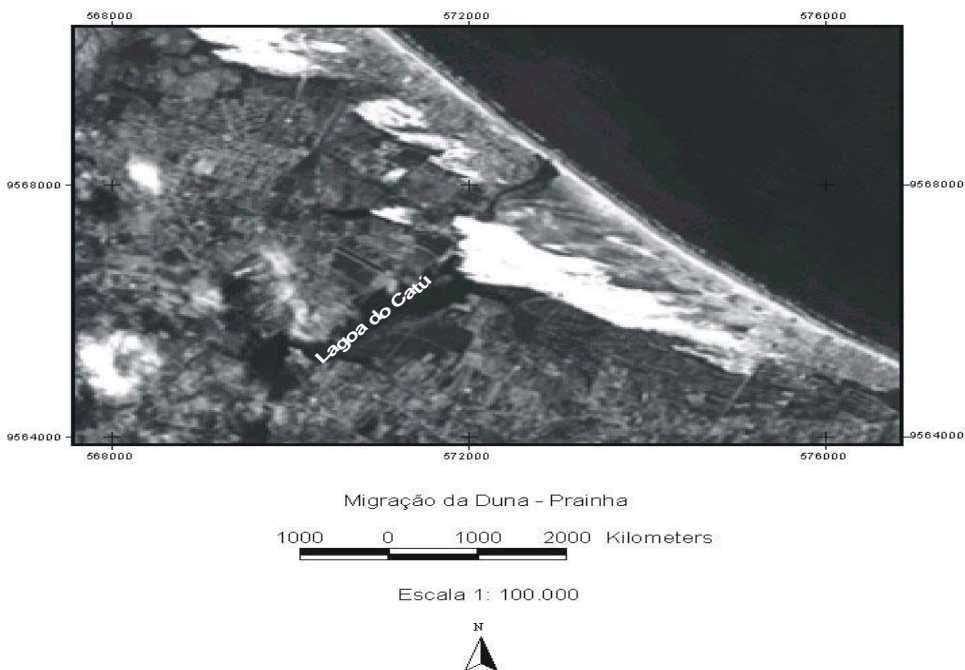 568000 572000 576000
9568000 9568000
Lagoa do Catú
9564000 9564000
568000 572000 576000
Migração da Duna - Prainha
1000 0 1000 2000 Kilometers
Escala 1: 100.000
N